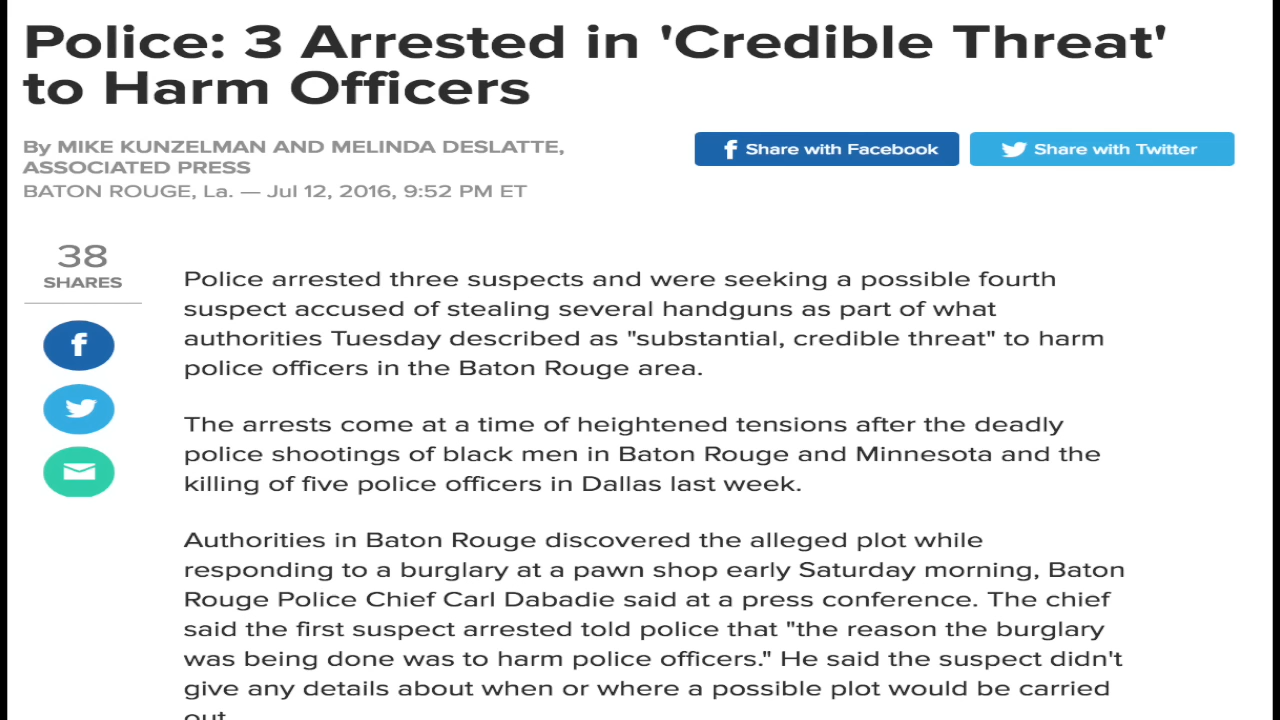 Police: 3 Arrested in 'Credible Threat'
to Harm Officers
By MIKE KUNZELMAN AND MELINDA DESLATTE,
ASSOCIATED PRESS
BATON ROUGE, La. — Jul 12, 2016, 9:52 PM ET
Share with Facebook
Share with Twitter
38
SHARES
Police arrested three suspects and were seeking a possible fourth
suspect accused of stealing several handguns as part of what
authorities Tuesday described as "substantial, credible threat" to harm
police officers in the Baton Rouge area.
The arrests come at a time of heightened tensions after the deadly
police shootings of black men in Baton Rouge and Minnesota and the
killing of five police officers in Dallas last week.
Authorities in Baton Rouge discovered the alleged plot while
responding to a burglary at a pawn shop early Saturday morning, Baton
Rouge Police Chief Carl Dabadie said at a press conference. The chief
said the first suspect arrested told police that "the reason the burglary
was being done was to harm police officers." He said the suspect didn't
give any details about when or where a possible plot would be carried
out.